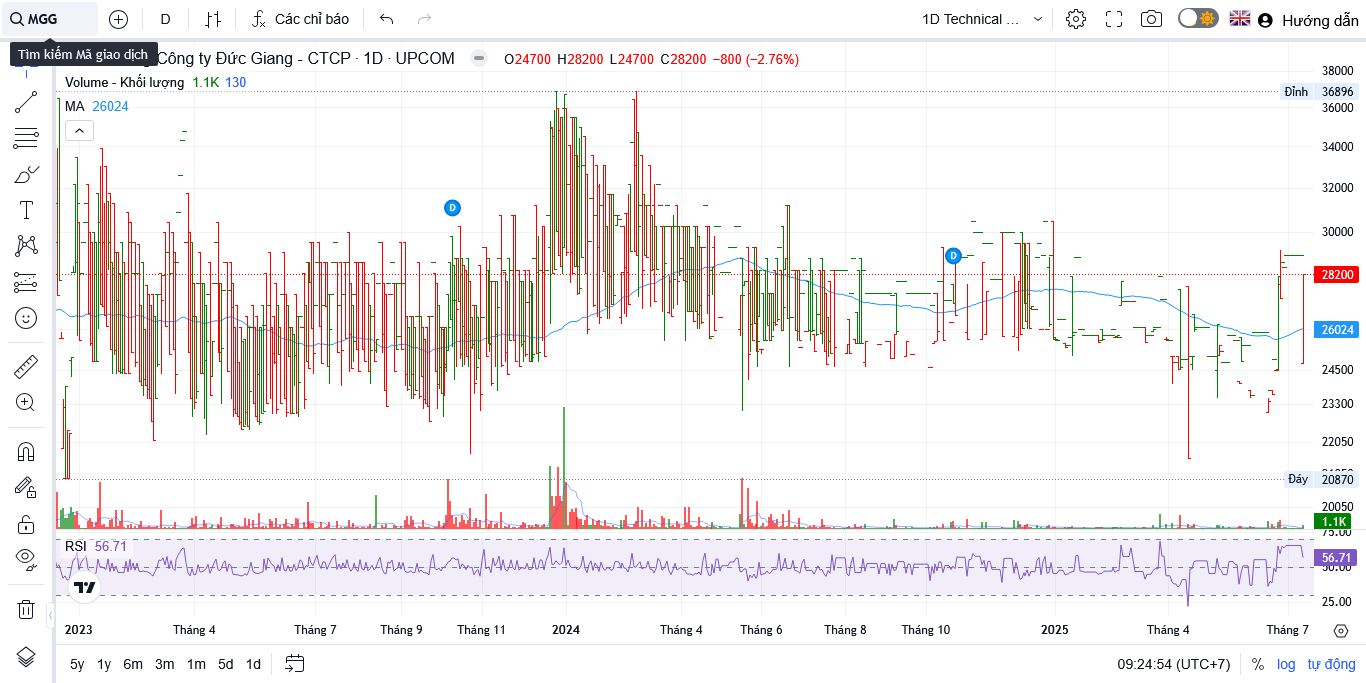 MGG D Các chỉ báo 1D Technical ... Hướng dẫn
Tìm kiếm Mã giao dịch
Công ty Đức Giang - CTCP · 1D · UPCOM O24700 H28200 L24700 C28200 −800 (−2.76%)
Volume - Khối lượng 1.1K 130
MA 26024
38000
Đỉnh 36896
36000
34000
32000
30000
28200
26024
24500
23300
22050
Đáy 20870
20050
1.1K
75.00
RSI 56.71
56.71
50.00
25.00
D
D
2023 Tháng 4 Tháng 7 Tháng 9 Tháng 11 2024 Tháng 4 Tháng 6 Tháng 8 Tháng 10 2025 Tháng 4 Tháng 7
5y 1y 6m 3m 1m 5d 1d 09:24:54 (UTC+7) % log tự động